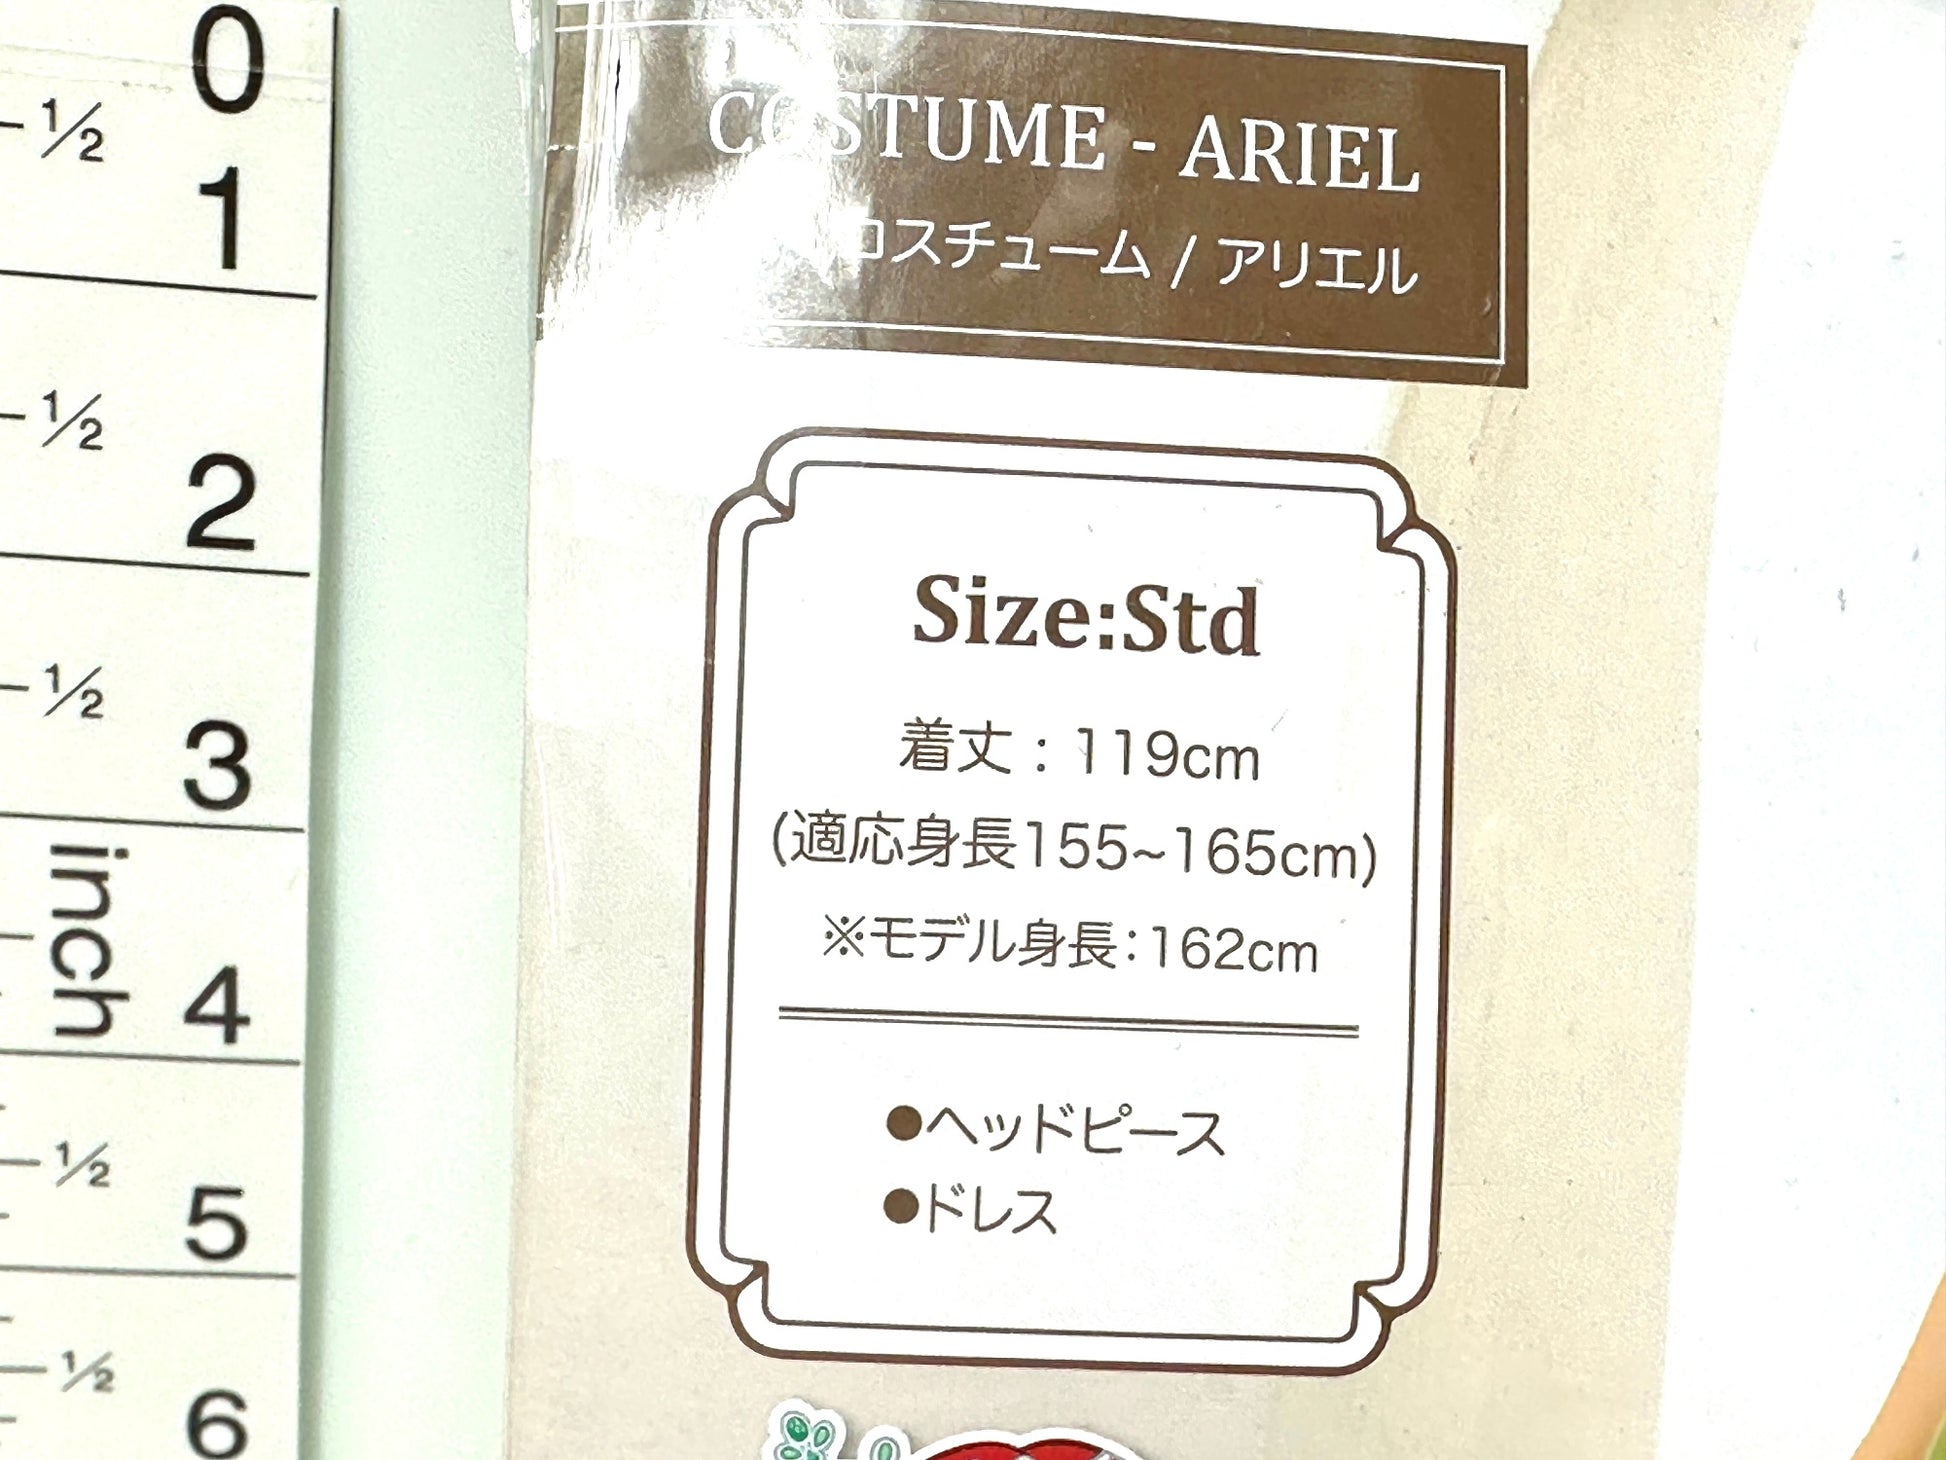 0
1/2
1
1/2
2
1/2
3
inch
4
1/2
5
1/2
6
COSTUME - ARIEL
コスチューム / アリエル
Size:Std
着丈：119cm
(適応身長155~165cm)
※モデル身長：162cm
●ヘッドピース
●ドレス